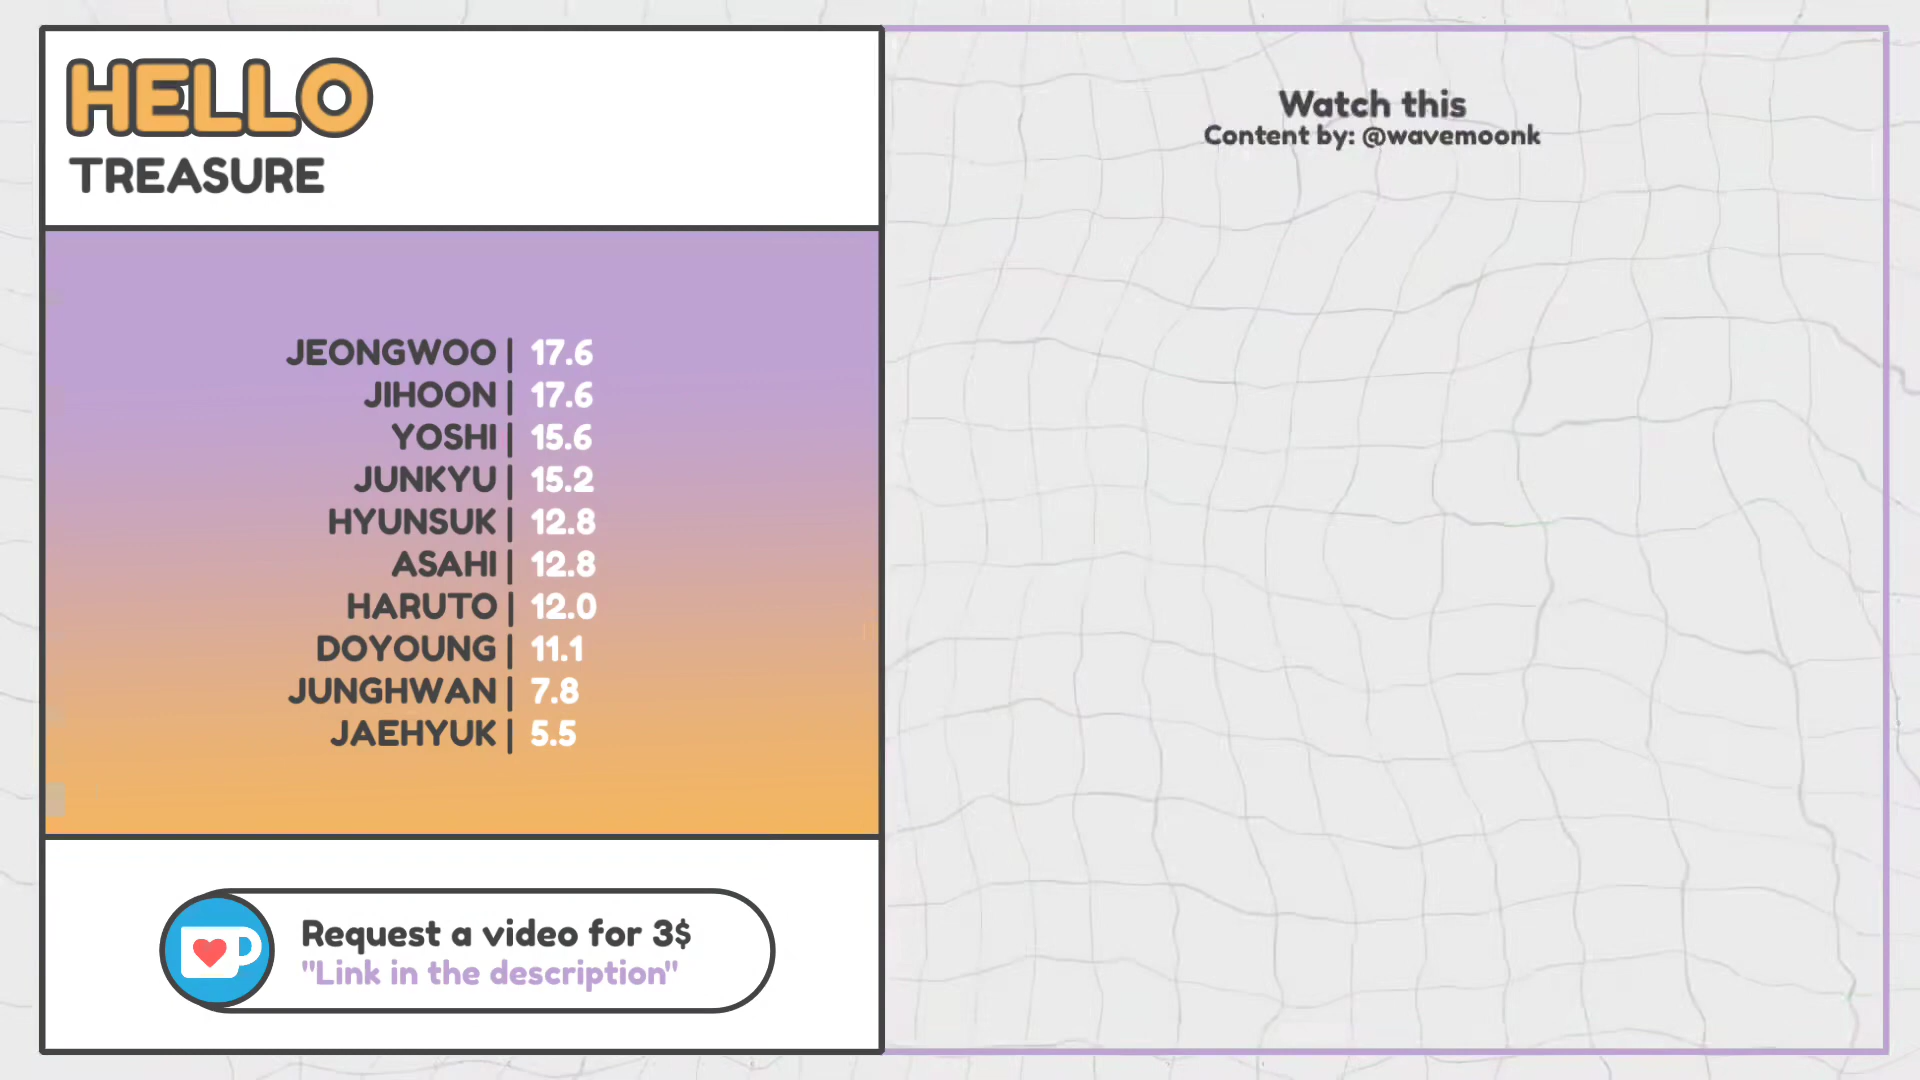 HELLO
TREASURE
JEONGWOO | 17.6
JIHOON | 17.6
YOSHI | 15.6
JUNKYU | 15.2
HYUNSUK | 12.8
ASAHI | 12.8
HARUTO | 12.0
DOYOUNG | 11.1
JUNGHWAN | 7.8
JAEHYUK | 5.5
Request a video for 3$
"Link in the description"
Watch this
Content by: @wavemoonk